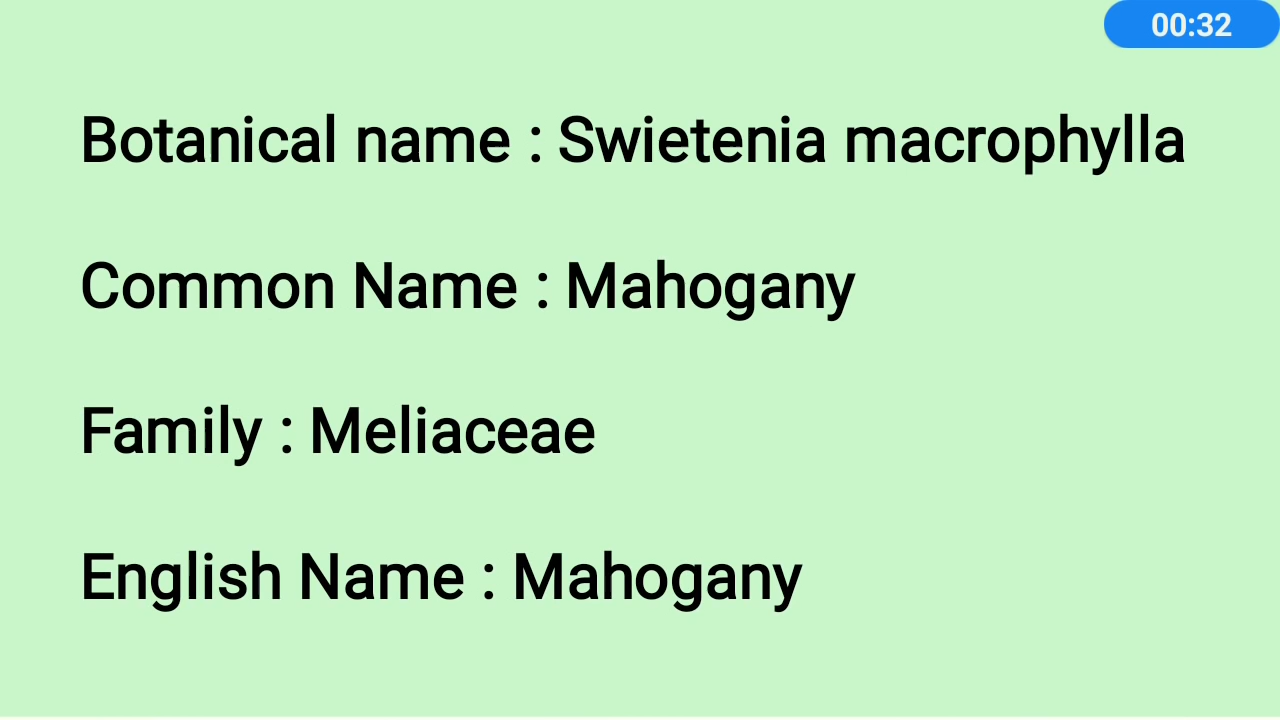 00:32
Botanical name : Swietenia macrophylla
Common Name : Mahogany
Family : Meliaceae
English Name : Mahogany